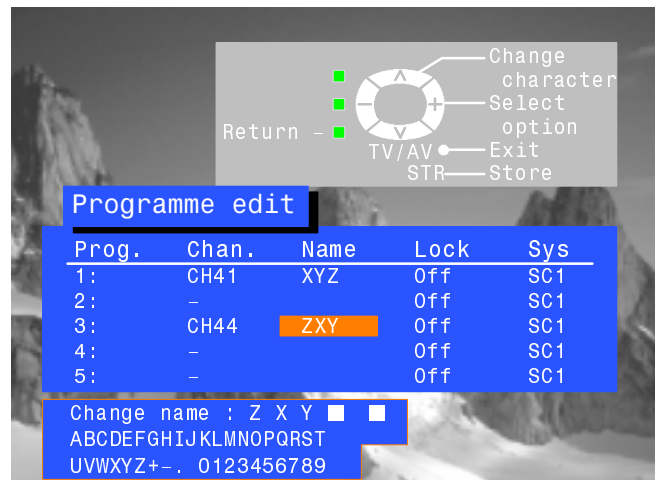 Change
character
Select
option
Return –
TV/AV
Exit
STR
Store
Programme edit
Prog. Chan. Name Lock Sys
1: CH41 XYZ Off SC1
2: – Off SC1
3: CH44 ZXY Off SC1
4: – Off SC1
5: – Off SC1
Change name : Z X Y
ABCDEFGHIJKLMNOPQRST
UVWXYZ+–. 0123456789